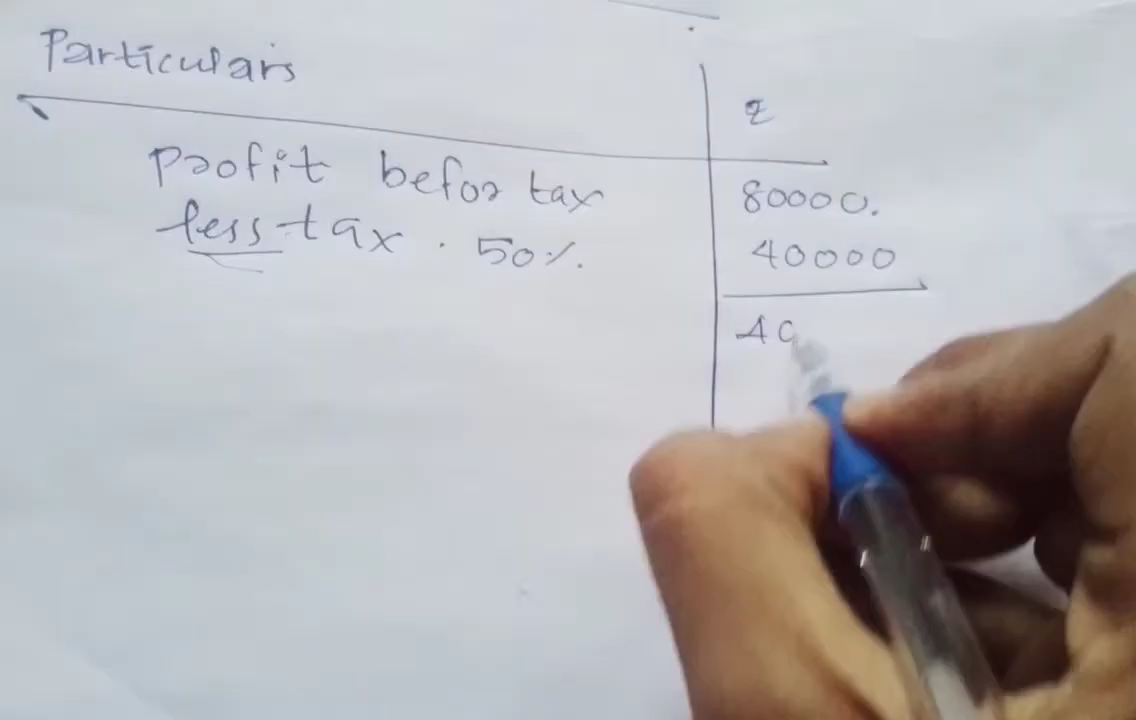 Particulars
₹
Profit befor tax 80000.
less tax . 50%. 40000
40